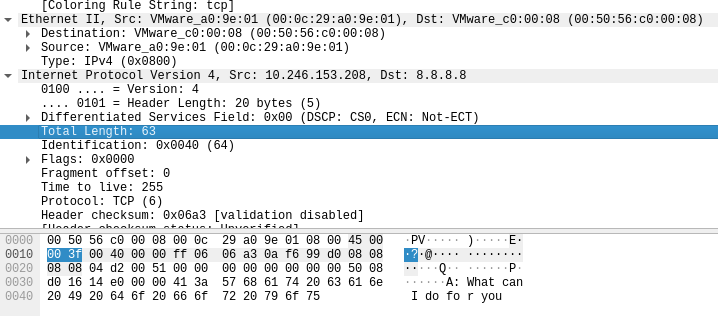 [Coloring Rule String: tcp]
Ethernet II, Src: VMware_a0:9e:01 (00:0c:29:a0:9e:01), Dst: VMware_c0:00:08 (00:50:56:c0:00:08)
Destination: VMware_c0:00:08 (00:50:56:c0:00:08)
Source: VMware_a0:9e:01 (00:0c:29:a0:9e:01)
Type: IPv4 (0x0800)
Internet Protocol Version 4, Src: 10.246.153.208, Dst: 8.8.8.8
0100 .... = Version: 4
.... 0101 = Header Length: 20 bytes (5)
Differentiated Services Field: 0x00 (DSCP: CS0, ECN: Not-ECT)
Total Length: 63
Identification: 0x0040 (64)
Flags: 0x0000
Fragment offset: 0
Time to live: 255
Protocol: TCP (6)
Header checksum: 0x06a3 [validation disabled]
[Header checksum status: Unverified]
0000 00 50 56 c0 00 08 00 0c 29 a0 9e 01 08 00 45 00 ·PV····· )·····E·
0010 00 3f 00 40 00 00 ff 06 06 a3 0a f6 99 d0 08 08 ·?·@···· ········
0020 08 08 04 d2 00 51 00 00 00 00 00 00 00 00 50 08 ·····Q·· ······P·
0030 d0 16 14 e0 00 00 41 3a 57 68 61 74 20 63 61 6e ······A: What can
0040 20 49 20 64 6f 20 66 6f 72 20 79 6f 75 I do fo r you